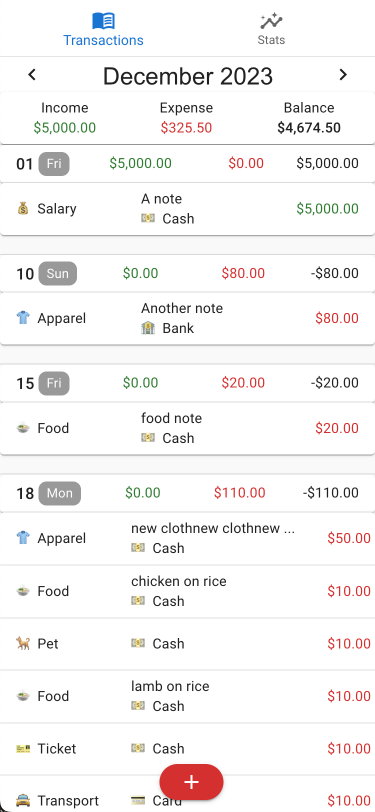 Transactions Stats
December 2023
Income Expense Balance
$5,000.00 $325.50 $4,674.50
01 Fri $5,000.00 $0.00 $5,000.00
A note
Salary $5,000.00
Cash
10 Sun $0.00 $80.00 -$80.00
Another note
Apparel $80.00
Bank
15 Fri $0.00 $20.00 -$20.00
food note
Food $20.00
Cash
18 Mon $0.00 $110.00 -$110.00
new clothnew clothnew ...
Apparel $50.00
Cash
chicken on rice
Food $10.00
Cash
Pet Cash $10.00
lamb on rice
Food $10.00
Cash
Ticket Cash $10.00
+
Transport Card $10.00